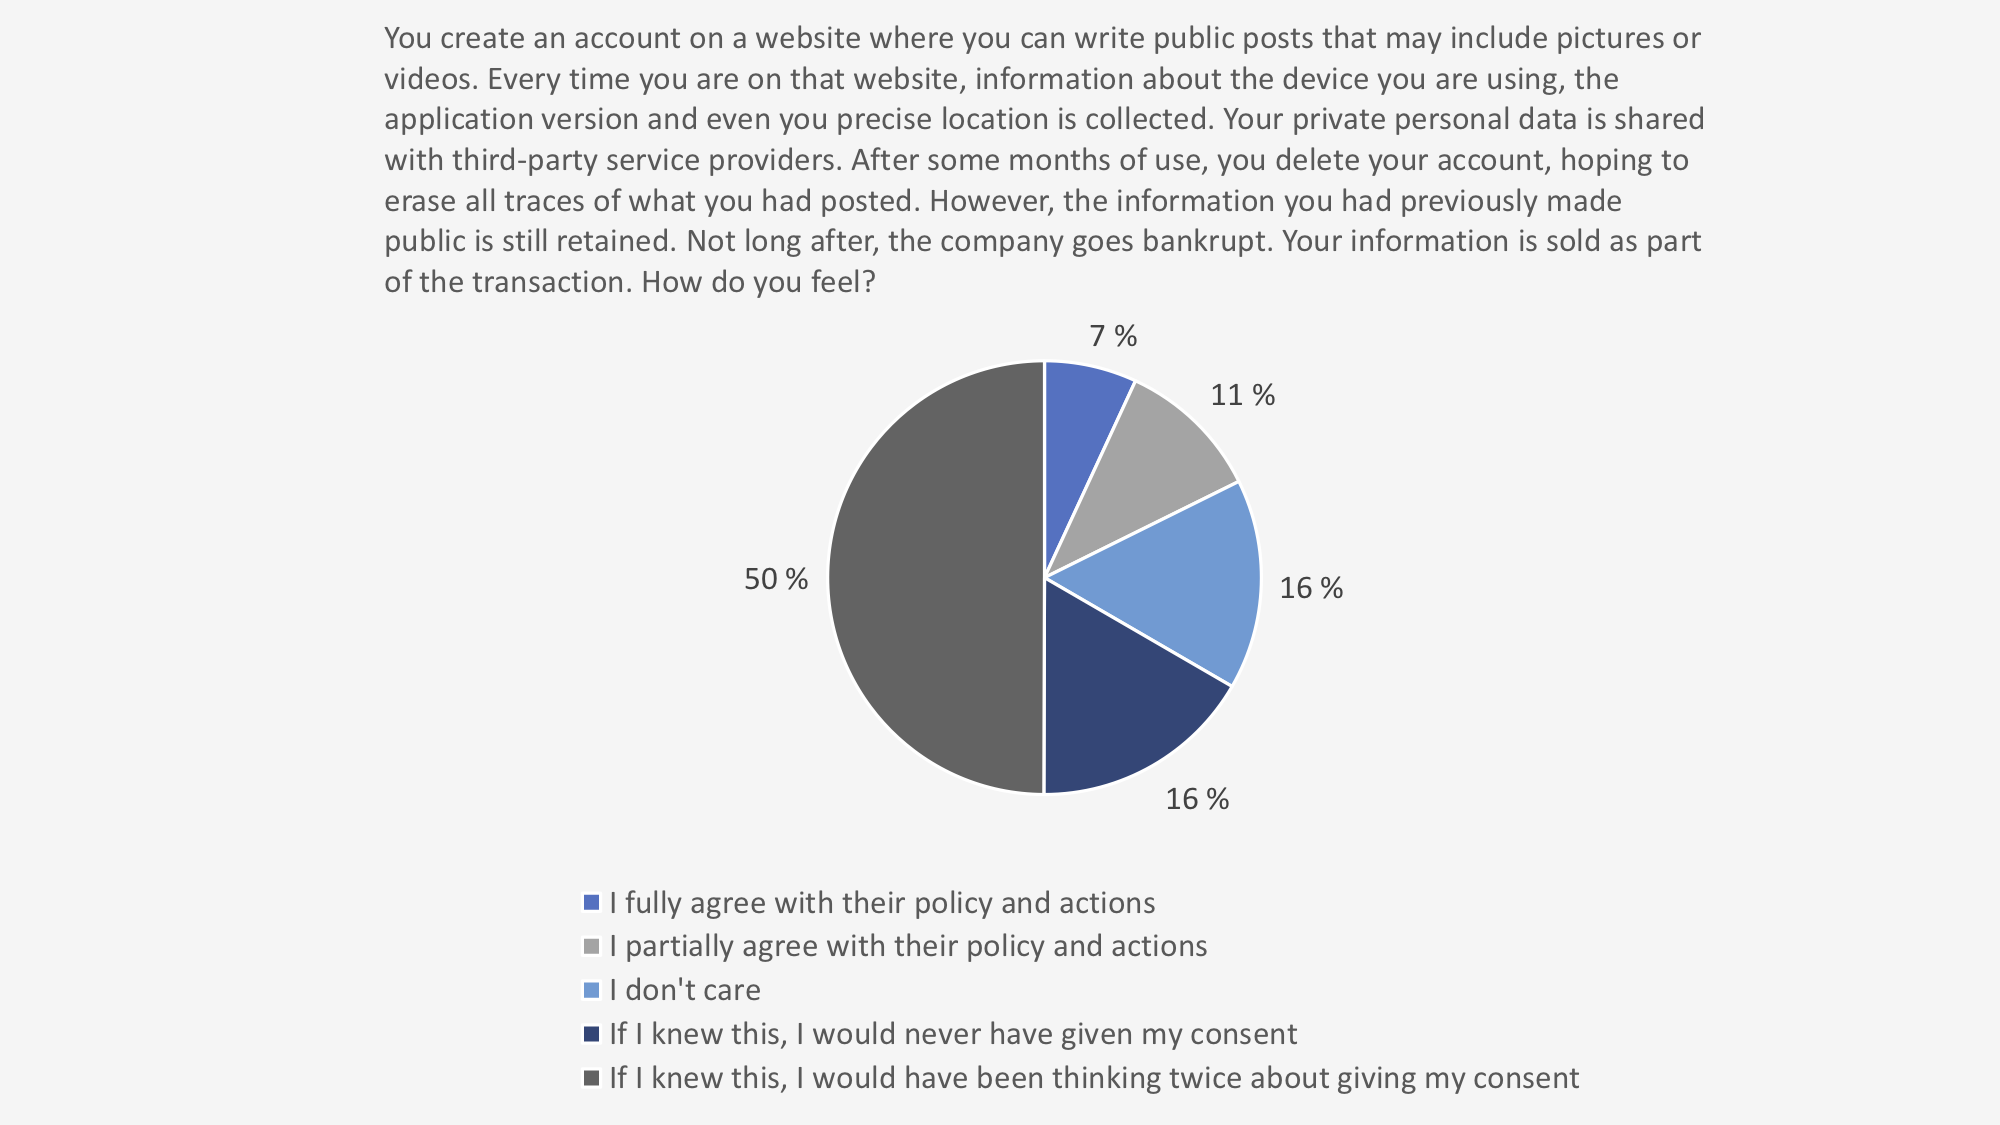 You create an account on a website where you can write public posts that may include pictures or
videos. Every time you are on that website, information about the device you are using, the
application version and even you precise location is collected. Your private personal data is shared
with third-party service providers. After some months of use, you delete your account, hoping to
erase all traces of what you had posted. However, the information you had previously made
public is still retained. Not long after, the company goes bankrupt. Your information is sold as part
of the transaction. How do you feel?
7 %
11 %
50 %
16 %
16 %
I fully agree with their policy and actions
I partially agree with their policy and actions
I don't care
If I knew this, I would never have given my consent
If I knew this, I would have been thinking twice about giving my consent